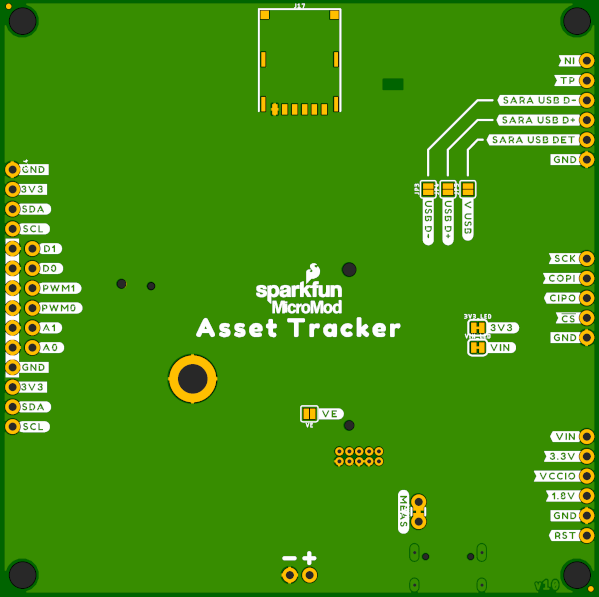 J17
NI
TP
SARA USB D-
SARA USB D+
SARA USB DET
GND
USB D-
USB D+
V USB
GND
3V3
SDA
SCL
D1
D0
PWM1
PWM0
A1
A0
GND
3V3
SDA
SCL
SCK
COPI
CIPO
CS
GND
sparkfun
MicroMod
Asset Tracker
3V3_LED
3V3
VIN
VE
VE
VIN
3.3V
VCCIO
1.8V
GND
RST
MEAS
- +
v10